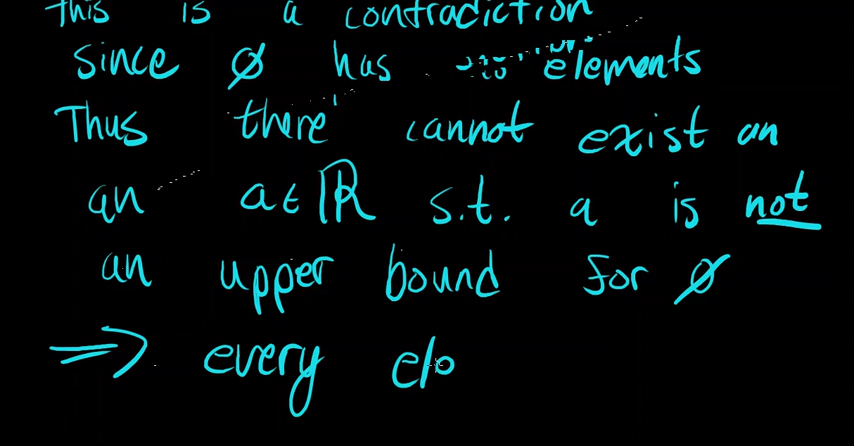 this is a contradiction
since ∅ has no elements
Thus there cannot exist an
an a∈ℝ s.t. a is not
an upper bound for ∅
⟹ every elo